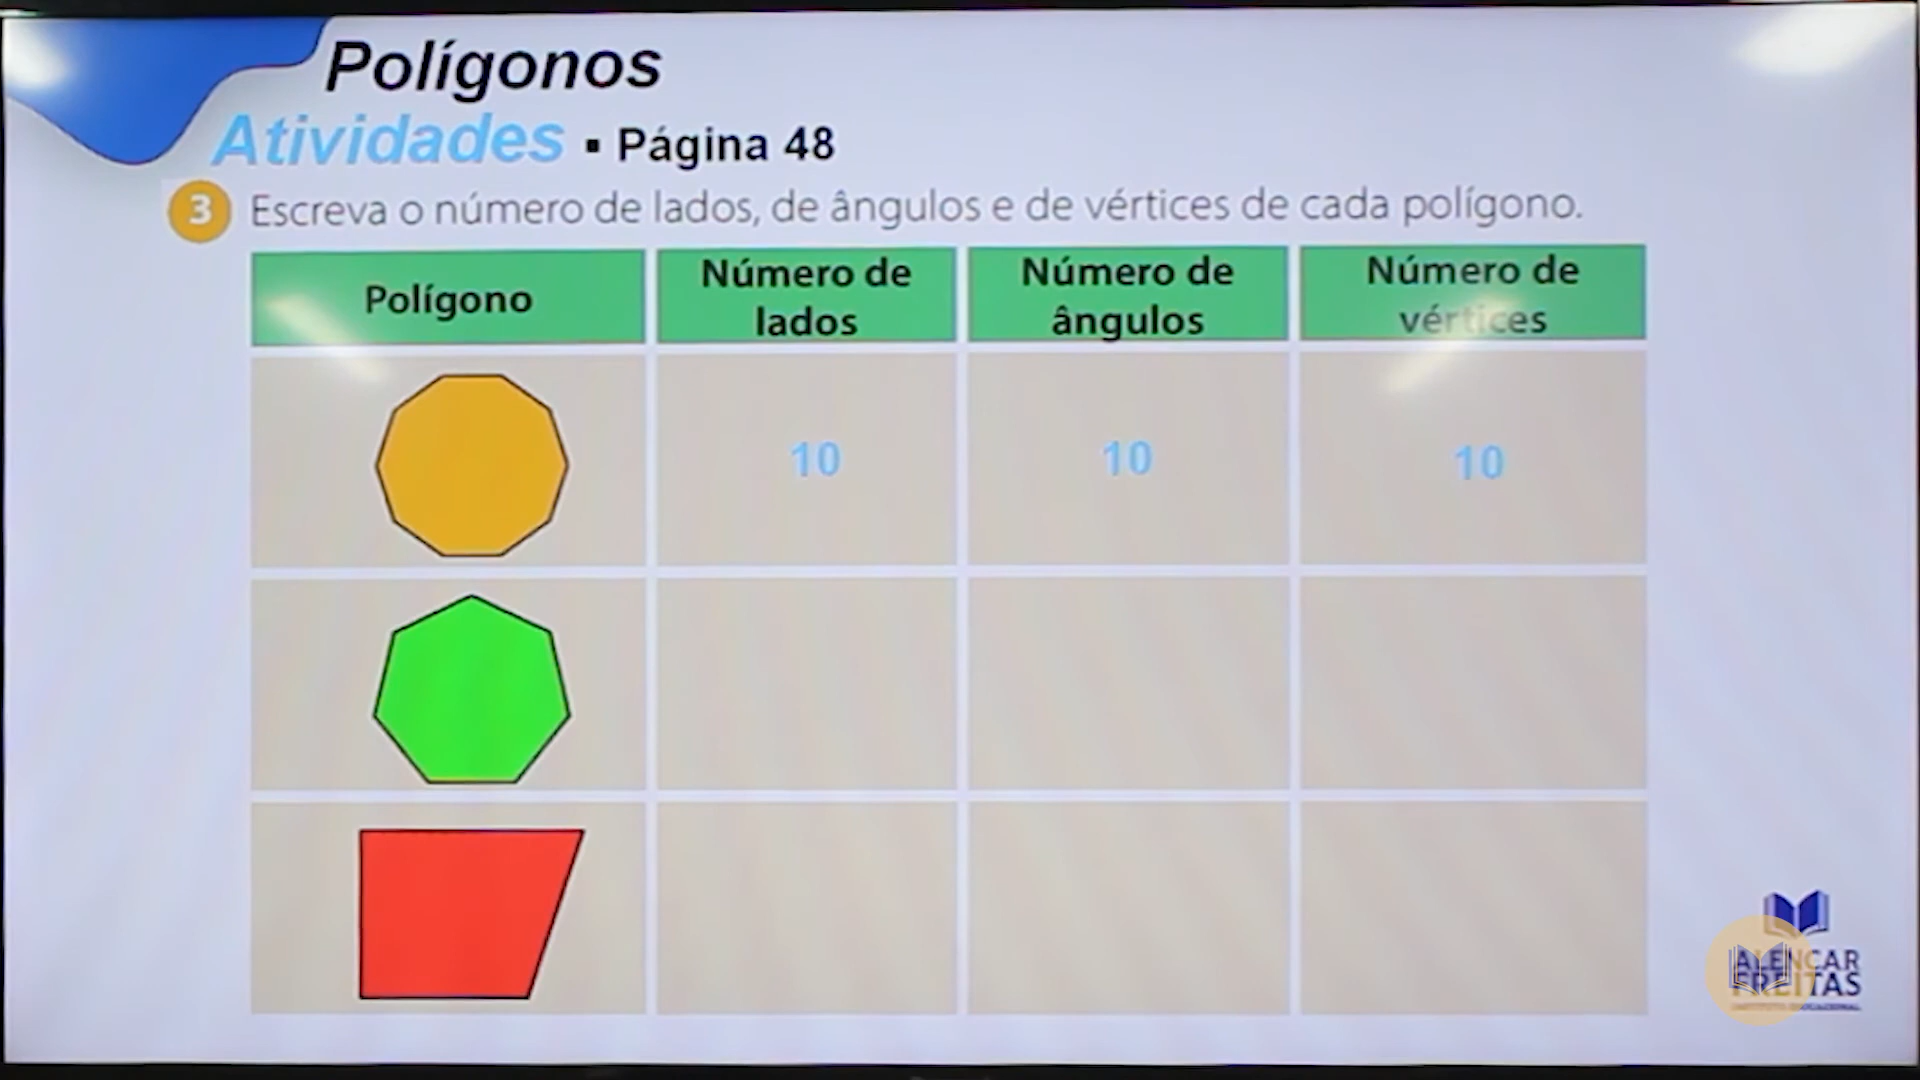 Polígonos
Atividades ▪ Página 48
3 Escreva o número de lados, de ângulos e de vértices de cada polígono.
Polígono
Número de lados
Número de ângulos
Número de vértices
10
10
10
ALENCAR
FREITAS